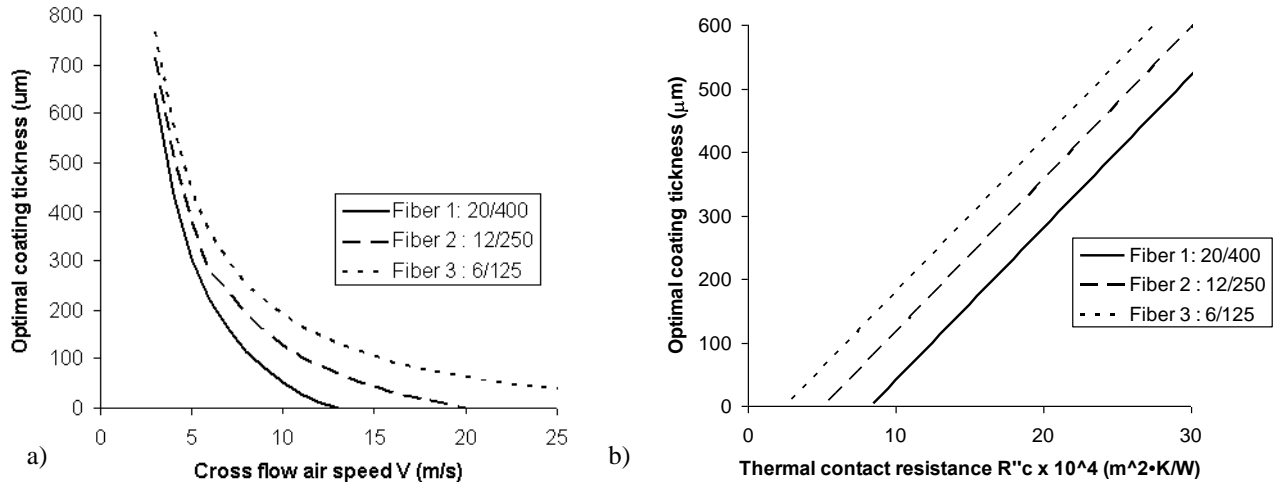 800
700
600
500
400
300
200
100
0
Optimal coating tickness (um)
Fiber 1: 20/400
Fiber 2 : 12/250
Fiber 3 : 6/125
0 5 10 15 20 25
Cross flow air speed V (m/s)
a)
600
500
400
300
200
100
0
Optimal coating tickness (μm)
Fiber 1: 20/400
Fiber 2 : 12/250
Fiber 3 : 6/125
0 10 20 30
Thermal contact resistance R"c x 10^4 (m^2•K/W)
b)